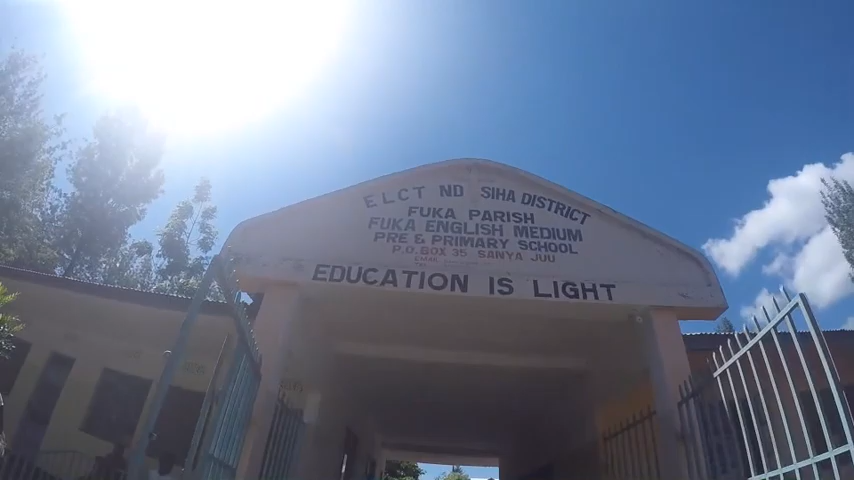 ELCT ND SIHA DISTRICT
FUKA PARISH
FUKA ENGLISH MEDIUM
PRE & PRIMARY SCHOOL
P.O.BOX 35 SANYA JUU
EDUCATION IS LIGHT